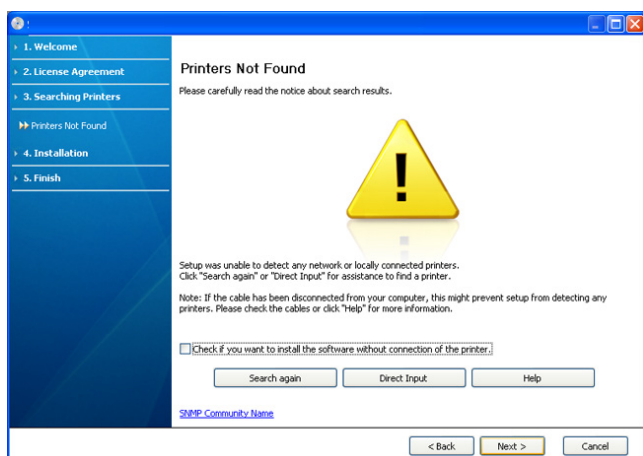 1. Welcome
2. License Agreement
3. Searching Printers
Printers Not Found
4. Installation
5. Finish
Printers Not Found
Please carefully read the notice about search results.
Setup was unable to detect any network or locally connected printers.
Click "Search again" or "Direct Input" for assistance to find a printer.
Note: If the cable has been disconnected from your computer, this might prevent setup from detecting any
printers. Please check the cables or click "Help" for more information.
Check if you want to install the software without connection of the printer.
Search again
Direct Input
Help
SNMP Community Name
< Back
Next >
Cancel